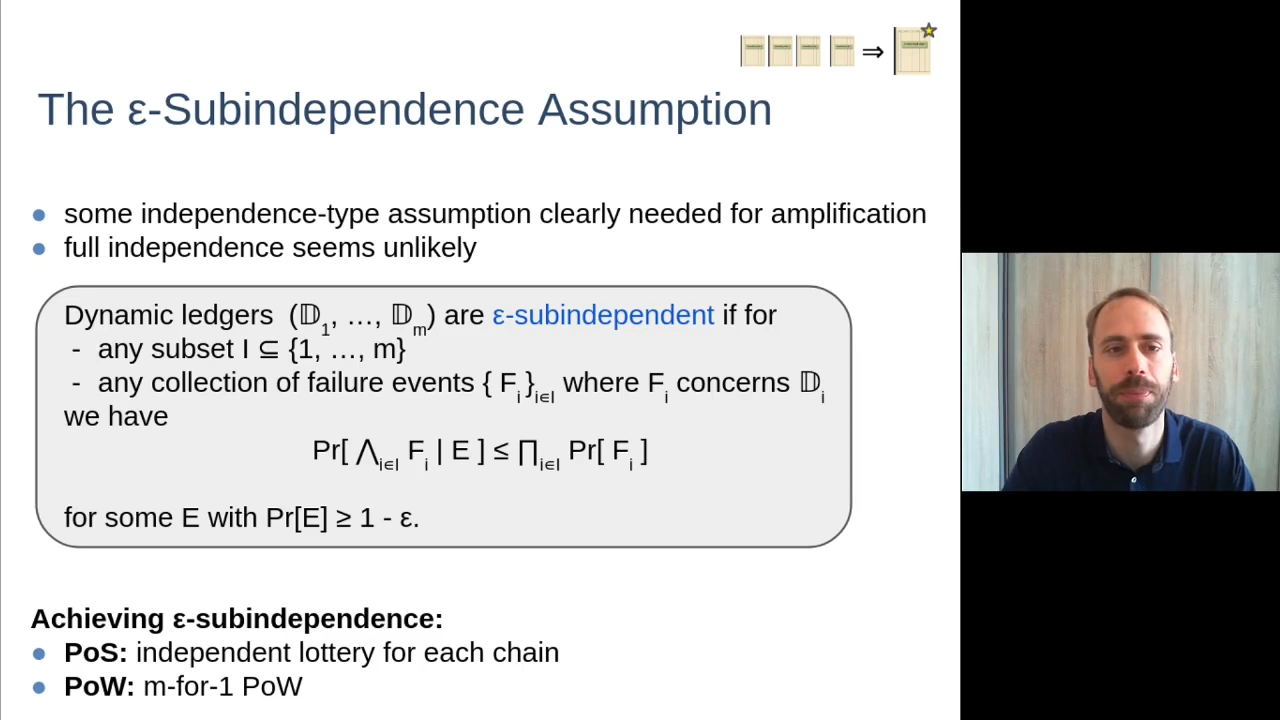 ⇒
The ε-Subindependence Assumption
● some independence-type assumption clearly needed for amplification
● full independence seems unlikely
Dynamic ledgers (𝔻1, …, 𝔻m) are ε-subindependent if for
- any subset I ⊆ {1, …, m}
- any collection of failure events { Fi }i∈I where Fi concerns 𝔻i
we have
Pr[ ⋀i∈I Fi | E ] ≤ ∏i∈I Pr[ Fi ]
for some E with Pr[E] ≥ 1 - ε.
Achieving ε-subindependence:
● PoS: independent lottery for each chain
● PoW: m-for-1 PoW